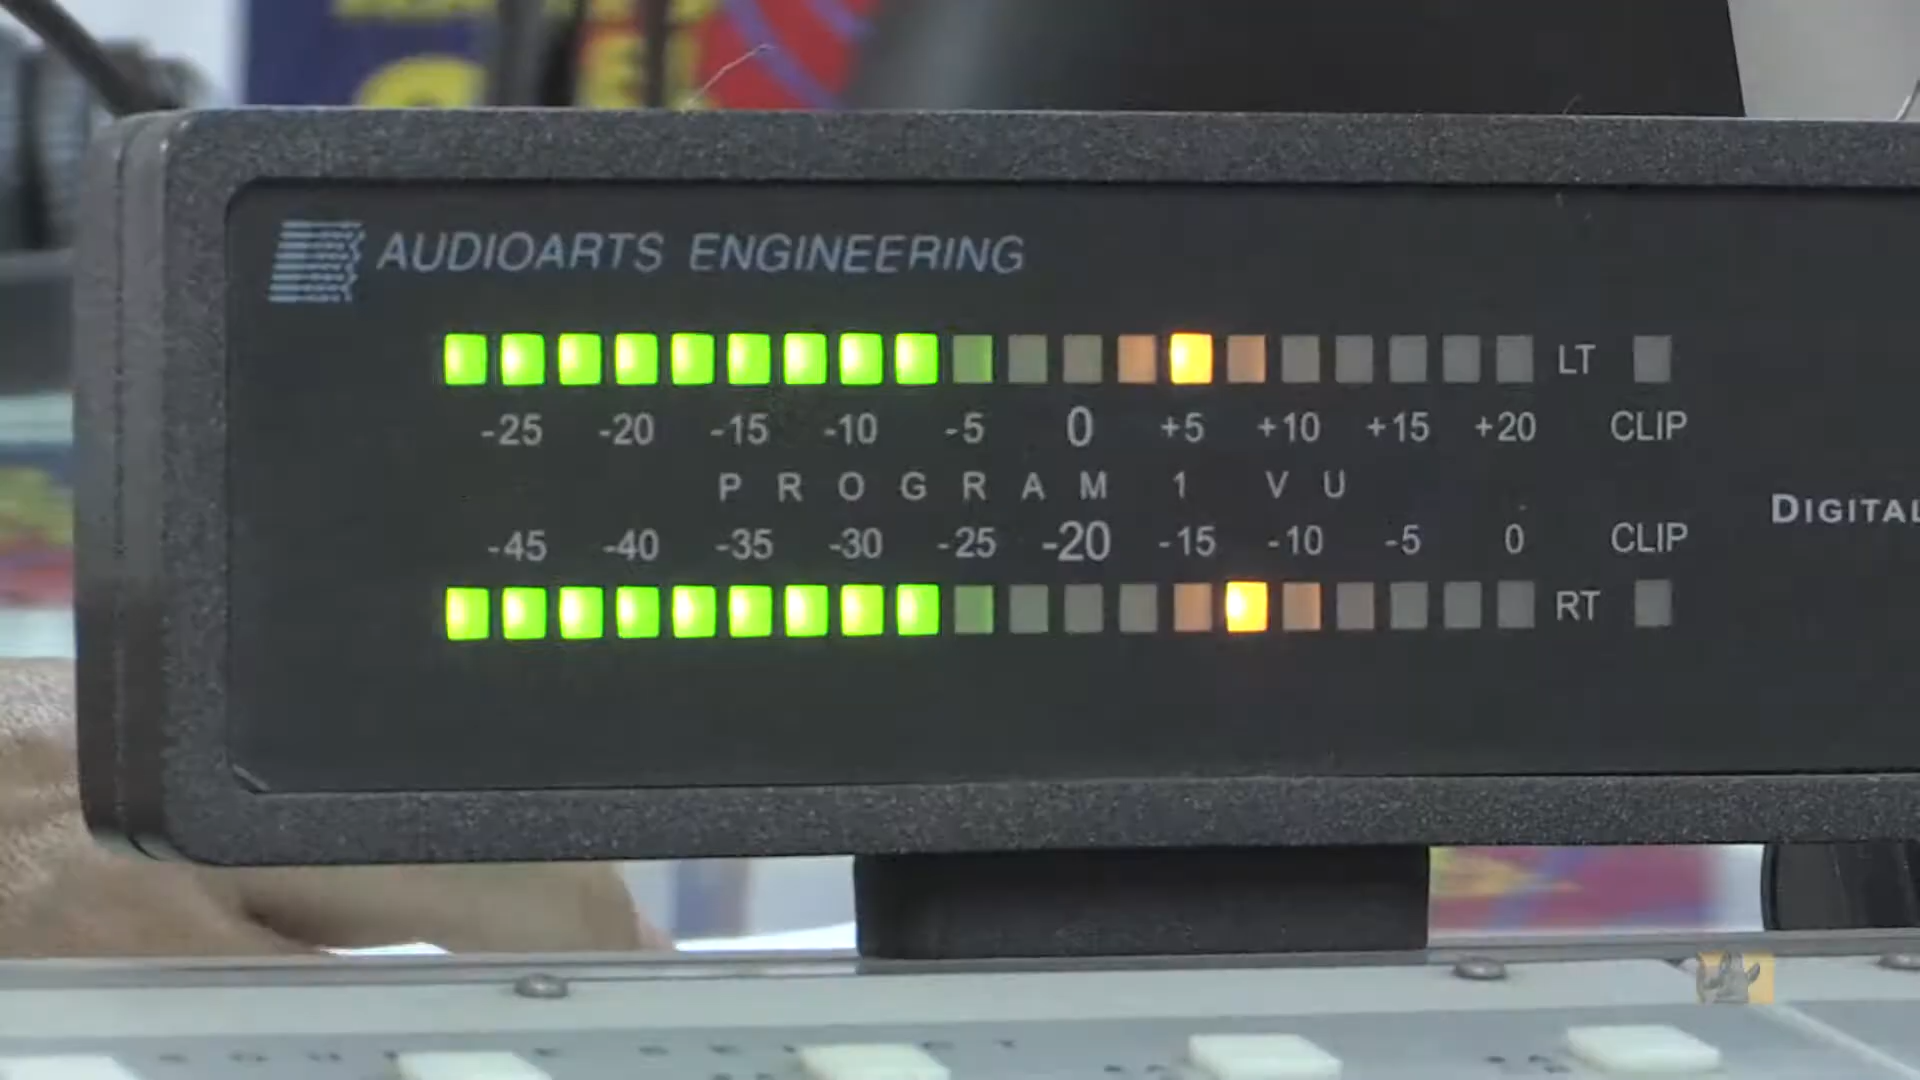 AUDIOARTS ENGINEERING
LT
-25 -20 -15 -10 -5 0 +5 +10 +15 +20 CLIP
PROGRAM 1 VU
DIGITAL
-45 -40 -35 -30 -25 -20 -15 -10 -5 0 CLIP
RT